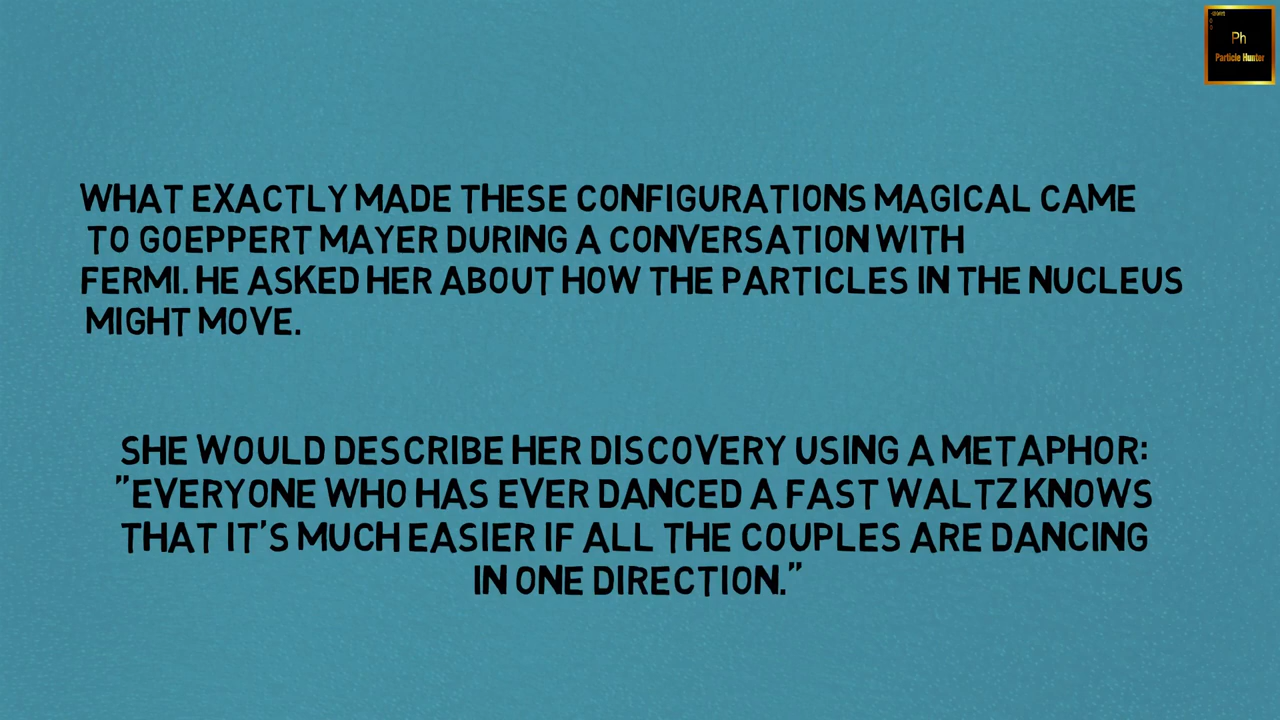 Ph
Particle Hunter
WHAT EXACTLY MADE THESE CONFIGURATIONS MAGICAL CAME
TO GOEPPERT MAYER DURING A CONVERSATION WITH
FERMI. HE ASKED HER ABOUT HOW THE PARTICLES IN THE NUCLEUS
MIGHT MOVE.
SHE WOULD DESCRIBE HER DISCOVERY USING A METAPHOR:
"EVERYONE WHO HAS EVER DANCED A FAST WALTZ KNOWS
THAT IT'S MUCH EASIER IF ALL THE COUPLES ARE DANCING
IN ONE DIRECTION."